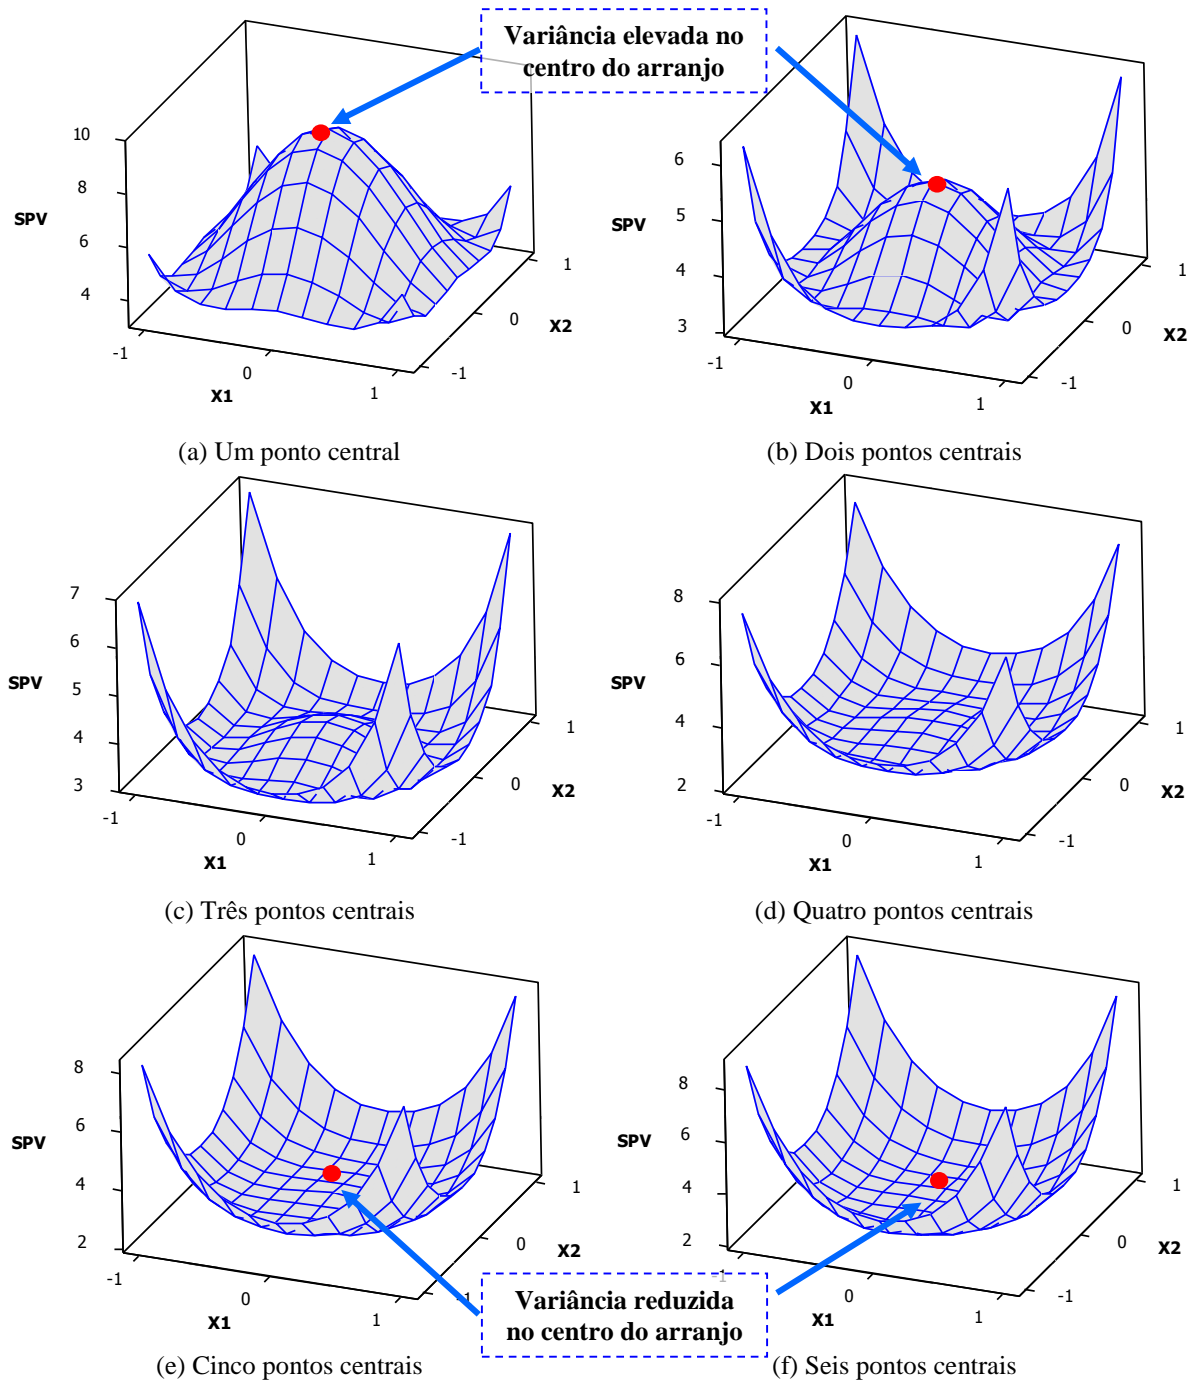 Variância elevada no
centro do arranjo
10
8
6
4
SPV
-1
0
1
X1
-1
0
1
X2
6
5
4
3
SPV
-1
0
1
X1
-1
0
1
X2
(a) Um ponto central
(b) Dois pontos centrais
7
6
5
4
3
SPV
-1
0
1
X1
-1
0
1
X2
8
6
4
2
SPV
-1
0
1
X1
-1
0
1
X2
(c) Três pontos centrais
(d) Quatro pontos centrais
8
6
4
2
SPV
-1
0
1
X1
-1
0
1
X2
8
6
4
2
SPV
-1
0
1
X1
-1
0
1
X2
Variância reduzida
no centro do arranjo
(e) Cinco pontos centrais
(f) Seis pontos centrais